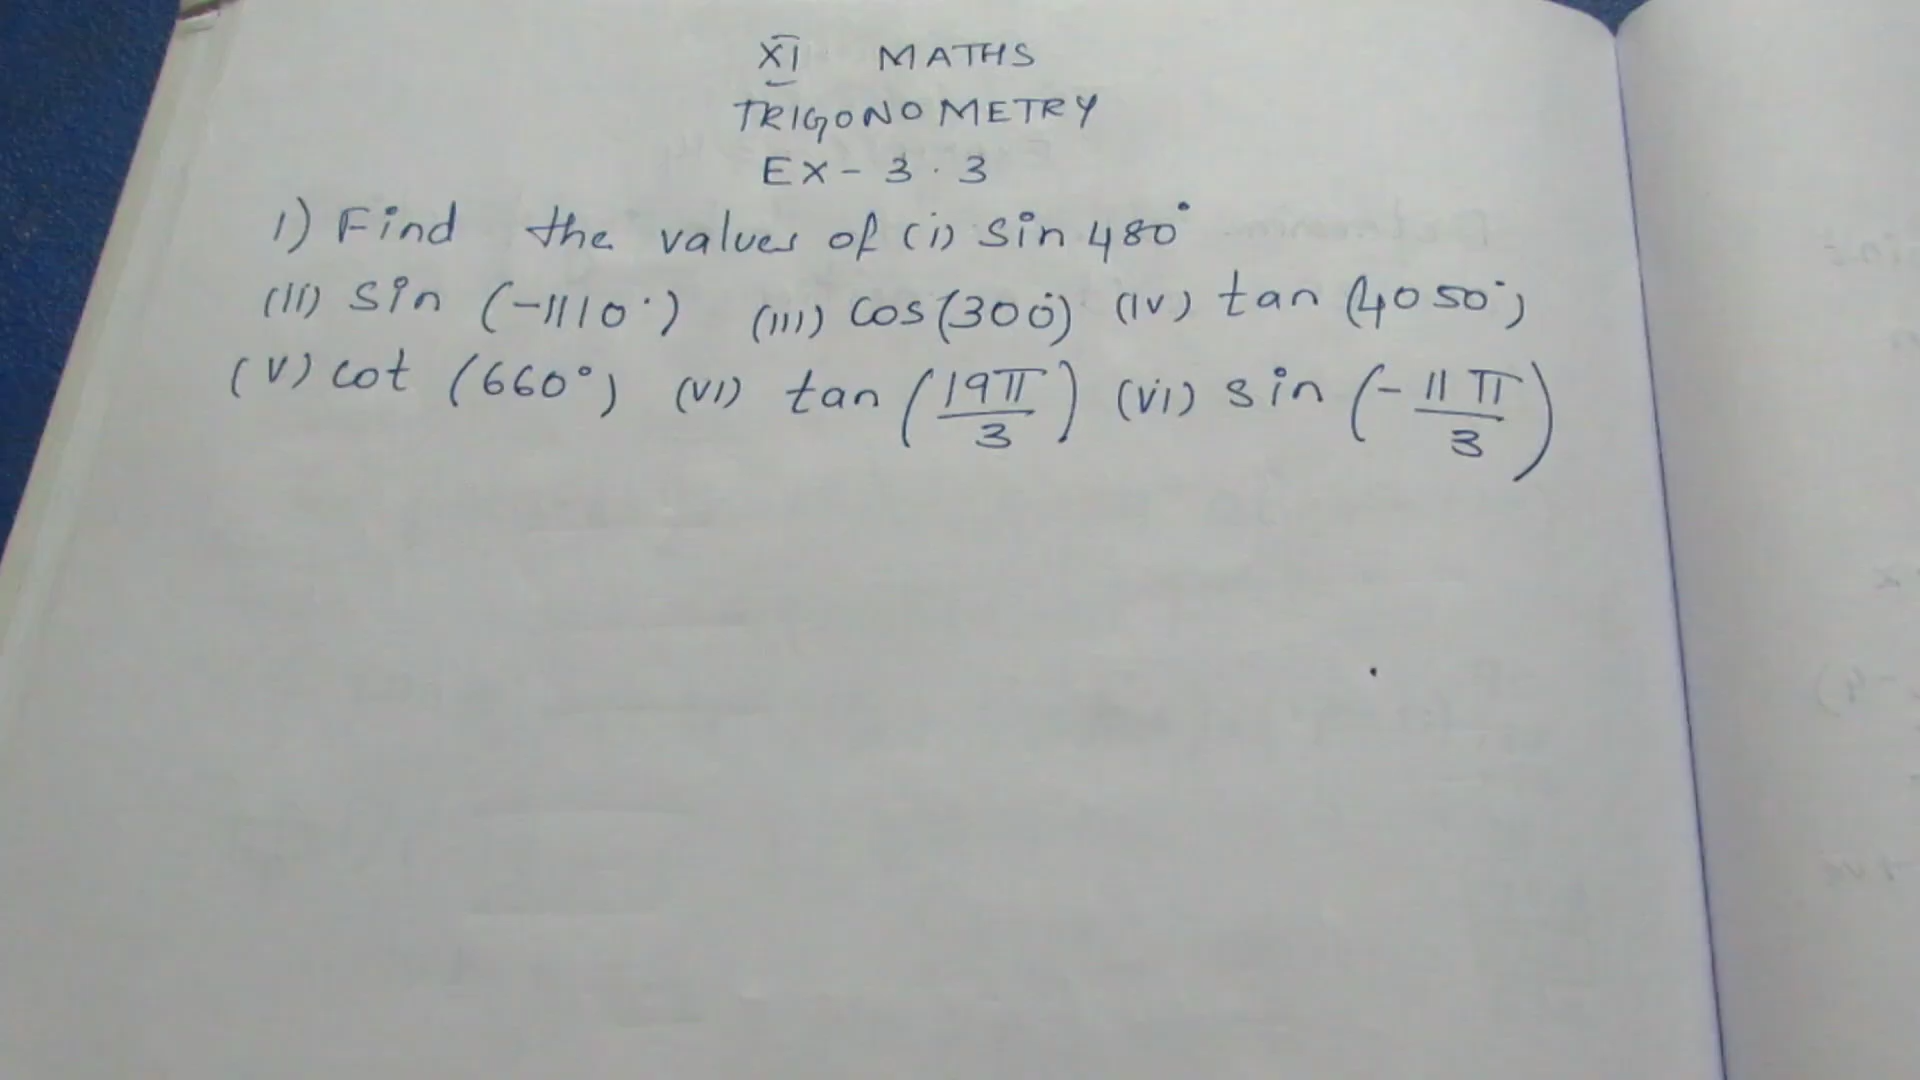 XI MATHS
TRIGONOMETRY
EX - 3.3
1) Find the values of (i) sin 480°
(ii) sin (-1110°) (iii) cos (300°) (iv) tan (4050°)
(v) cot (660°) (vi) tan (19π/3) (vi) sin (-11π/3)